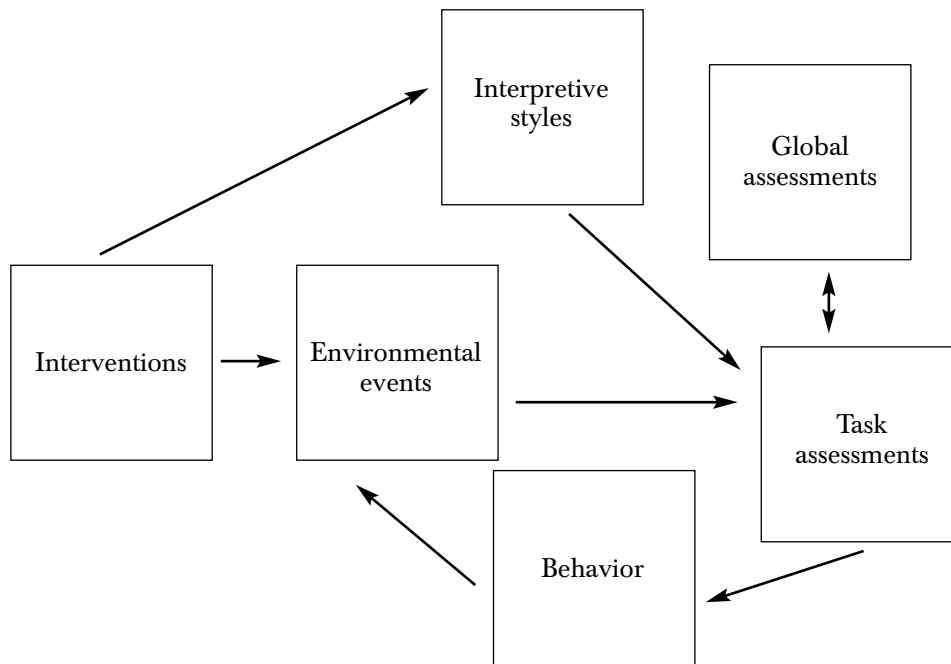 Interpretive
styles
Global
assessments
Interventions
Environmental
events
Task
assessments
Behavior